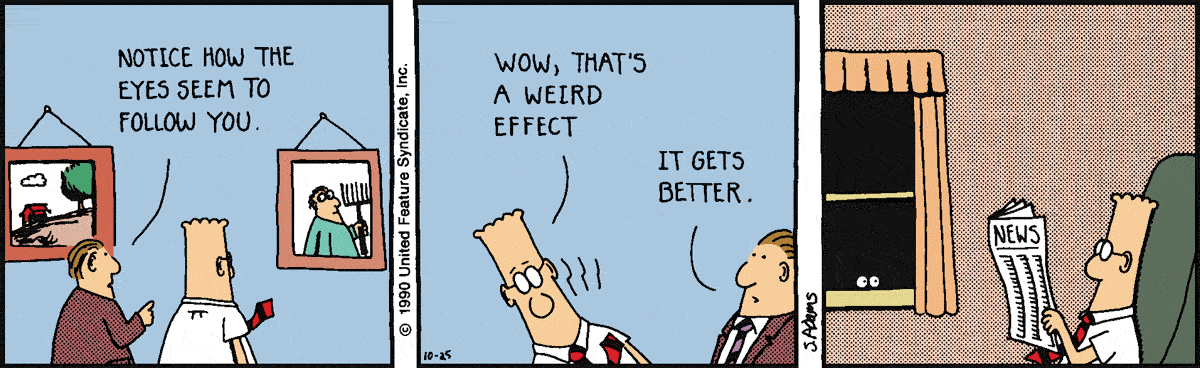 NOTICE HOW THE
EYES SEEM TO
FOLLOW YOU.
© 1990 United Feature Syndicate, Inc.
WOW, THAT'S
A WEIRD
EFFECT
IT GETS
BETTER.
10-25
S. Adams
NEWS